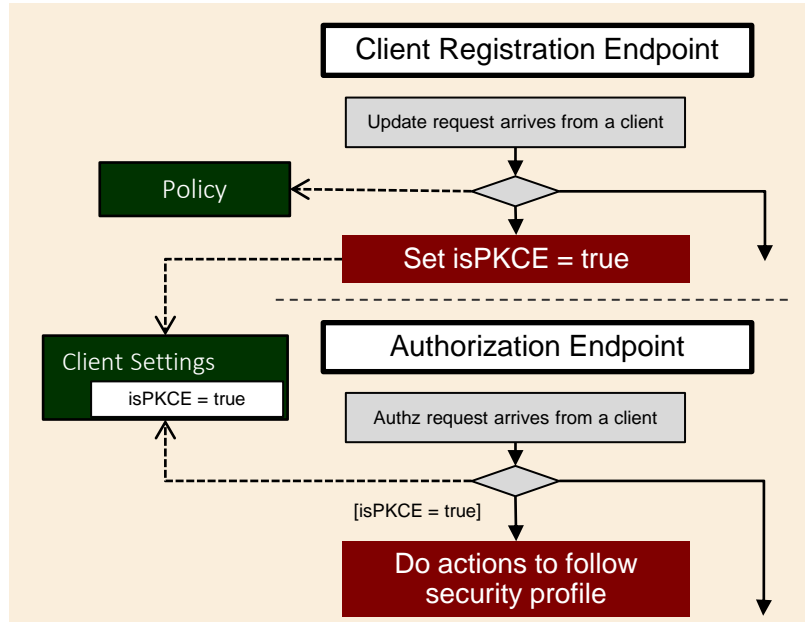 Client Registration Endpoint
Update request arrives from a client
Policy
Set isPKCE = true
Authorization Endpoint
Client Settings
isPKCE = true
Authz request arrives from a client
[isPKCE = true]
Do actions to follow
security profile